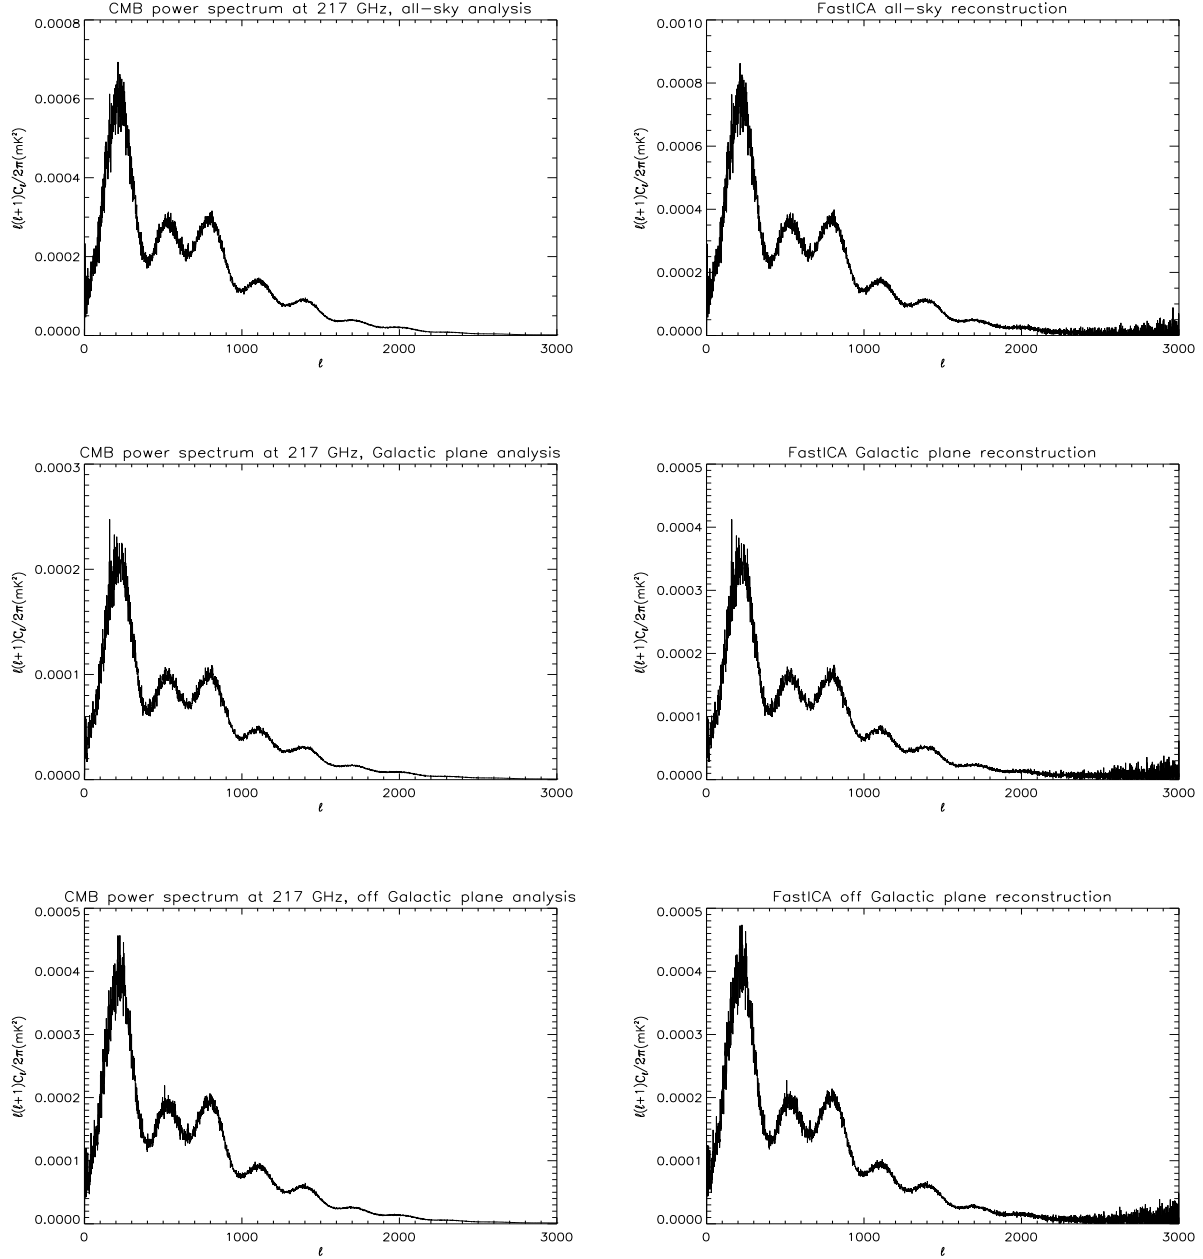 CMB power spectrum at 217 GHz, all-sky analysis
0.0008
0.0006
0.0004
0.0002
0.0000
ℓ(ℓ+1)Cℓ/2π(mK²)
0 1000 2000 3000
ℓ
FastICA all-sky reconstruction
0.0010
0.0008
0.0006
0.0004
0.0002
0.0000
ℓ(ℓ+1)Cℓ/2π(mK²)
0 1000 2000 3000
ℓ
CMB power spectrum at 217 GHz, Galactic plane analysis
0.0003
0.0002
0.0001
0.0000
ℓ(ℓ+1)Cℓ/2π(mK²)
0 1000 2000 3000
ℓ
FastICA Galactic plane reconstruction
0.0005
0.0004
0.0003
0.0002
0.0001
0.0000
ℓ(ℓ+1)Cℓ/2π(mK²)
0 1000 2000 3000
ℓ
CMB power spectrum at 217 GHz, off Galactic plane analysis
0.0005
0.0004
0.0003
0.0002
0.0001
0.0000
ℓ(ℓ+1)Cℓ/2π(mK²)
0 1000 2000 3000
ℓ
FastICA off Galactic plane reconstruction
0.0005
0.0004
0.0003
0.0002
0.0001
0.0000
ℓ(ℓ+1)Cℓ/2π(mK²)
0 1000 2000 3000
ℓ